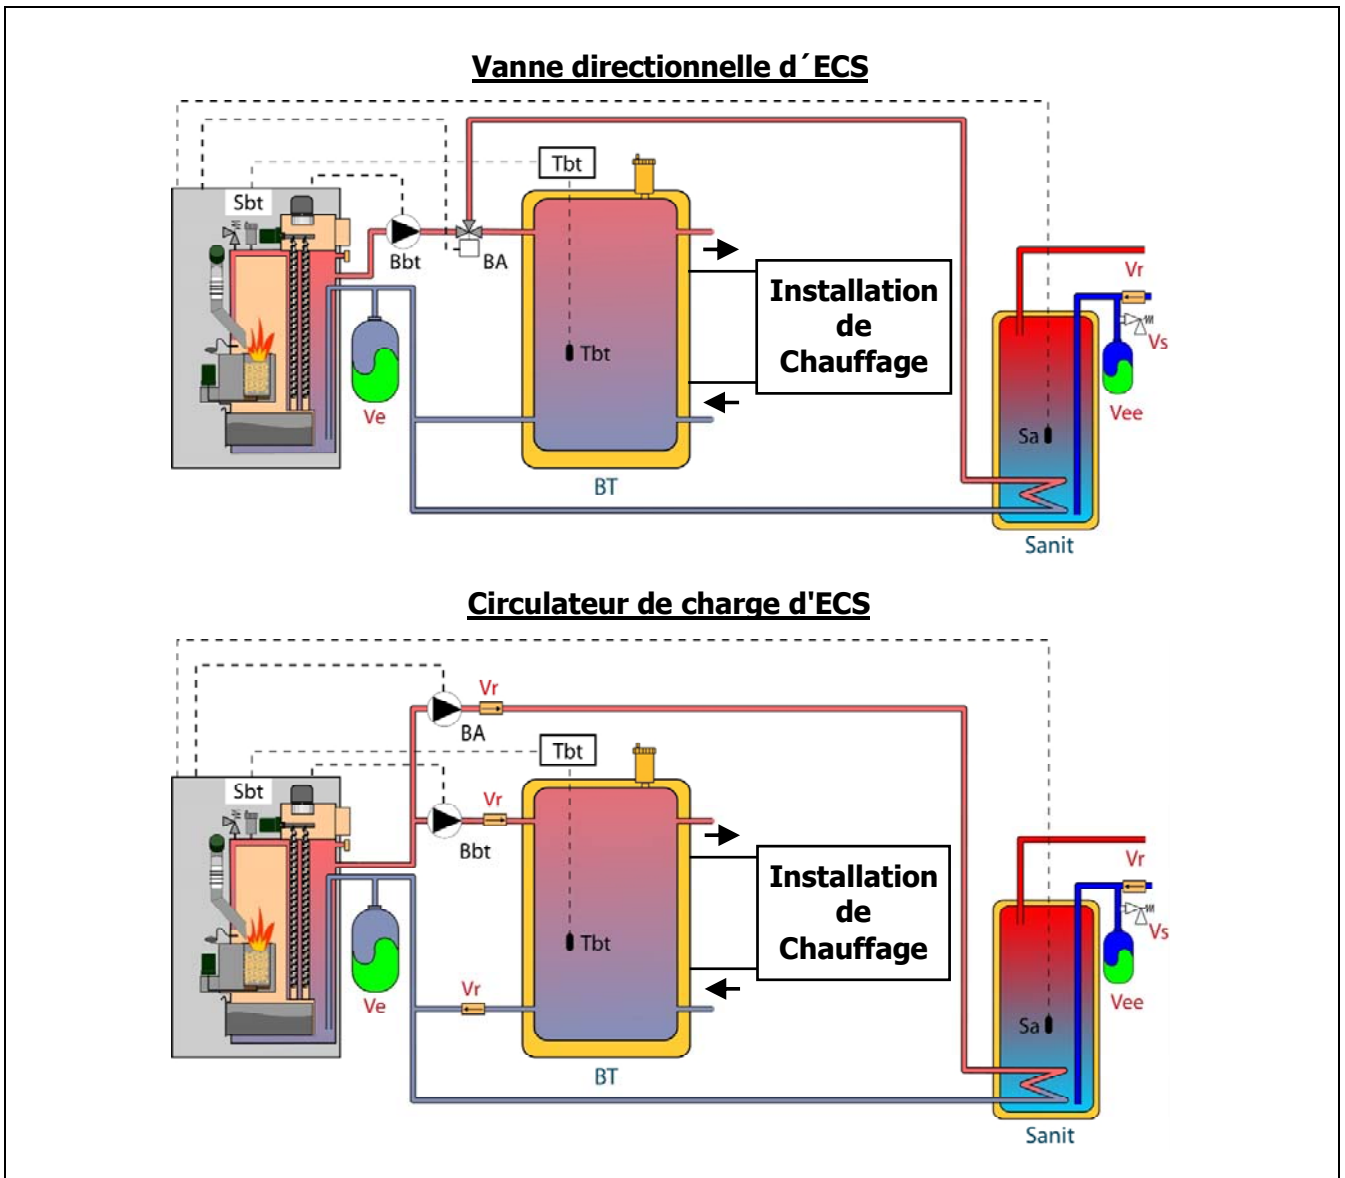 Vanne directionnelle d´ECS
Tbt
Sbt
Bbt
BA
Installation
de
Chauffage
Tbt
Ve
BT
Vr
Vs
Vee
Sa
Sanit
Circulateur de charge d'ECS
Vr
BA
Tbt
Sbt
Vr
Bbt
Installation
de
Chauffage
Tbt
Vr
Ve
BT
Vr
Vs
Vee
Sa
Sanit